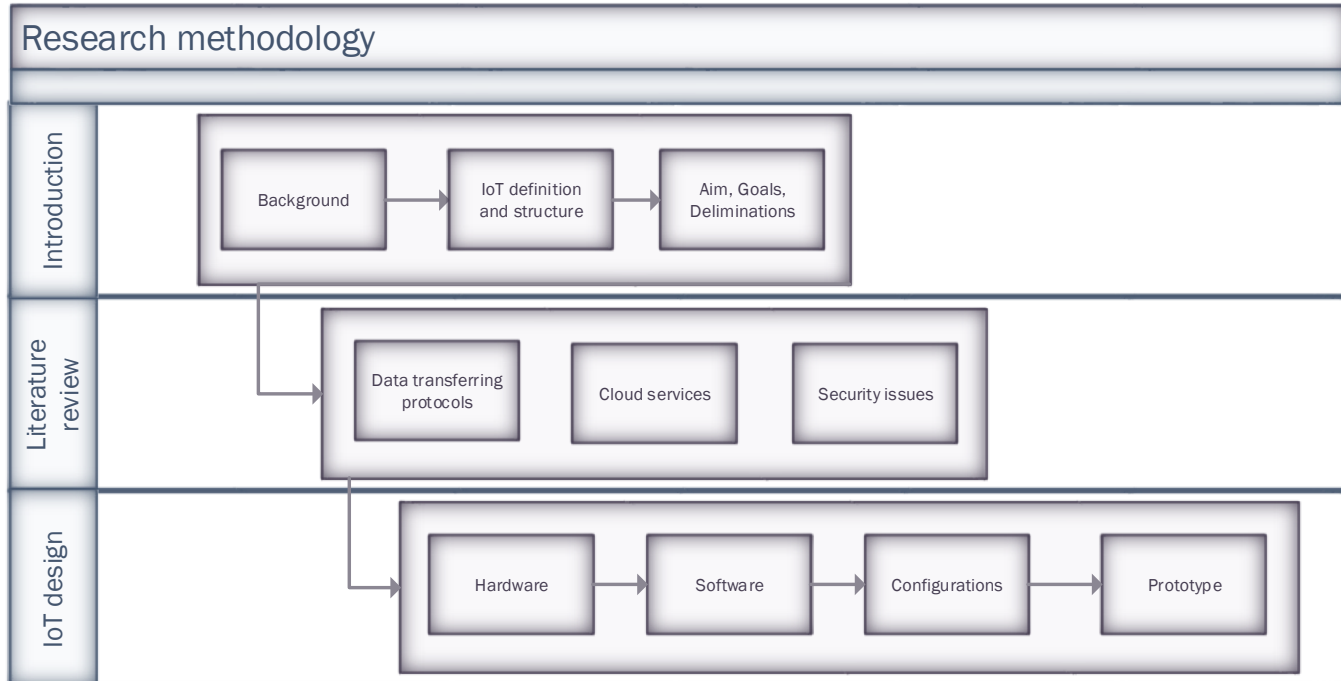 Research methodology
Introduction
Background
IoT definition
and structure
Aim, Goals,
Deliminations
Literature
review
Data transferring
protocols
Cloud services
Security issues
IoT design
Hardware
Software
Configurations
Prototype